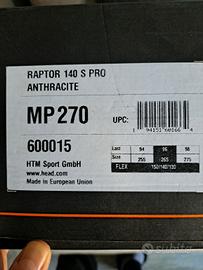 RAPTOR 140 S PRO
ANTHRACITE
MP 270
UPC:
600015
HTM Sport GmbH
www.head.com
Made in European Union
Last 94 96 98
Size 255 265 275
FLEX 150/140/130
subito